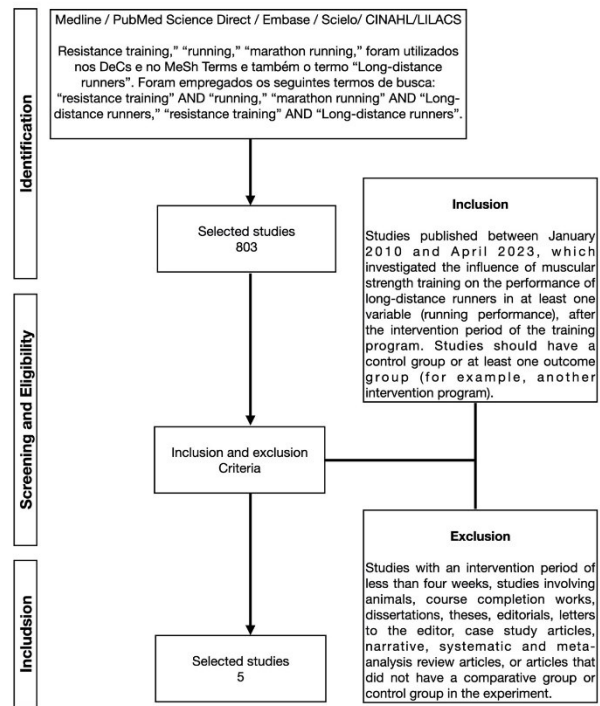 Medline / PubMed Science Direct / Embase / Scielo/ CINAHL/LILACS
Resistance training,” “running,” “marathon running,” foram utilizados
nos DeCs e no MeSh Terms e também o termo “Long-distance
runners”. Foram empregados os seguintes termos de busca:
“resistance training” AND “running,” “marathon running” AND “Long-
distance runners,” “resistance training” AND “Long-distance runners”.
Identification
Selected studies
803
Inclusion
Studies published between January
2010 and April 2023, which
investigated the influence of muscular
strength training on the performance of
long-distance runners in at least one
variable (running performance), after
the intervention period of the training
program. Studies should have a
control group or at least one outcome
group (for example, another
intervention program).
Screening and Eligibility
Inclusion and exclusion
Criteria
Exclusion
Studies with an intervention period of
less than four weeks, studies involving
animals, course completion works,
dissertations, theses, editorials, letters
to the editor, case study articles,
narrative, systematic and meta-
analysis review articles, or articles that
did not have a comparative group or
control group in the experiment.
Includsion
Selected studies
5